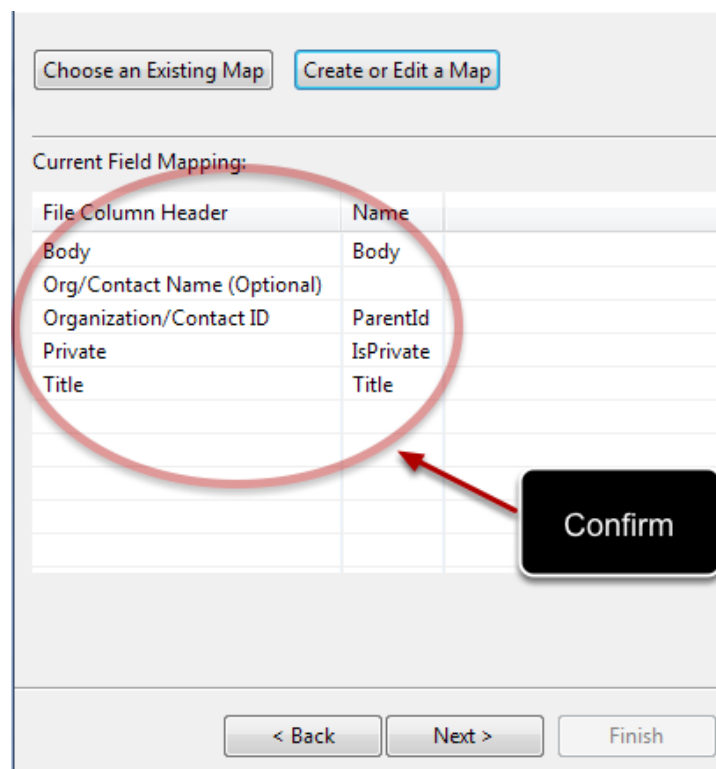 Choose an Existing Map Create or Edit a Map
Current Field Mapping:
File Column Header Name
Body Body
Org/Contact Name (Optional)
Organization/Contact ID ParentId
Private IsPrivate
Title Title
Confirm
< Back Next > Finish